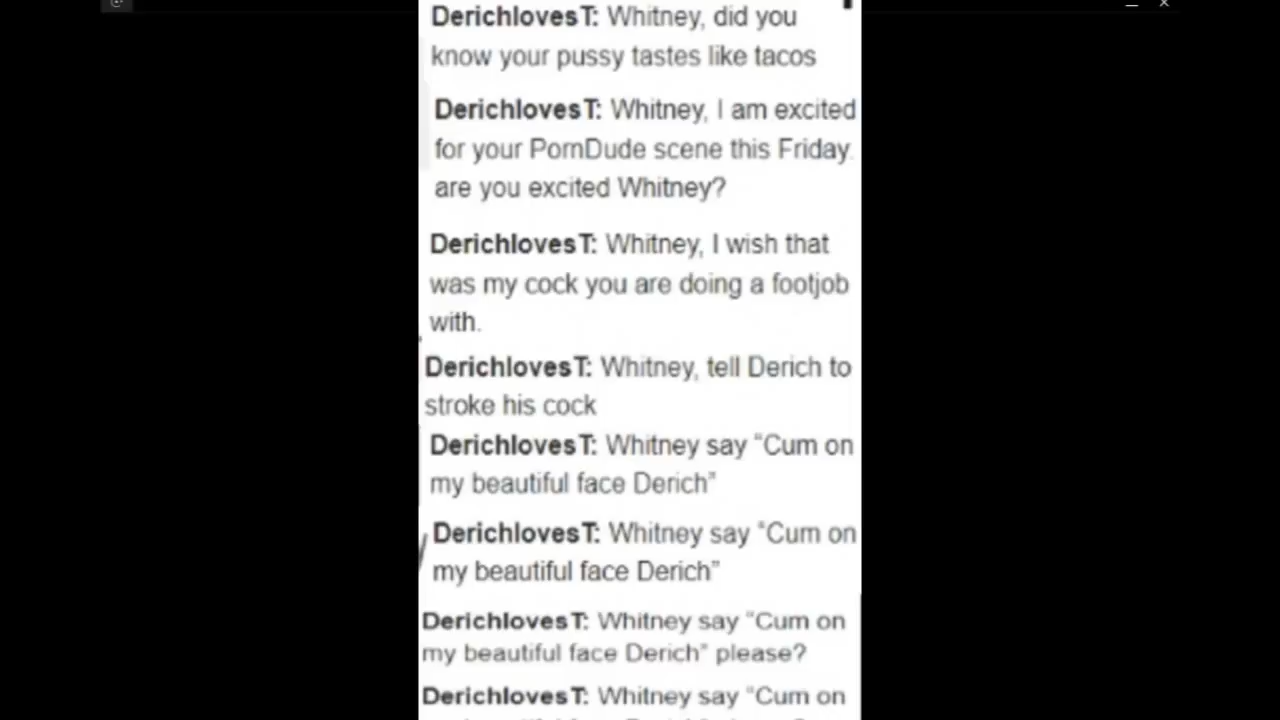 DerichlovesT: Whitney, did you
know your pussy tastes like tacos
DerichlovesT: Whitney, I am excited
for your PornDude scene this Friday.
are you excited Whitney?
DerichlovesT: Whitney, I wish that
was my cock you are doing a footjob
with.
DerichlovesT: Whitney, tell Derich to
stroke his cock
DerichlovesT: Whitney say “Cum on
my beautiful face Derich”
DerichlovesT: Whitney say “Cum on
my beautiful face Derich”
DerichlovesT: Whitney say “Cum on
my beautiful face Derich” please?
DerichlovesT: Whitney say “Cum on